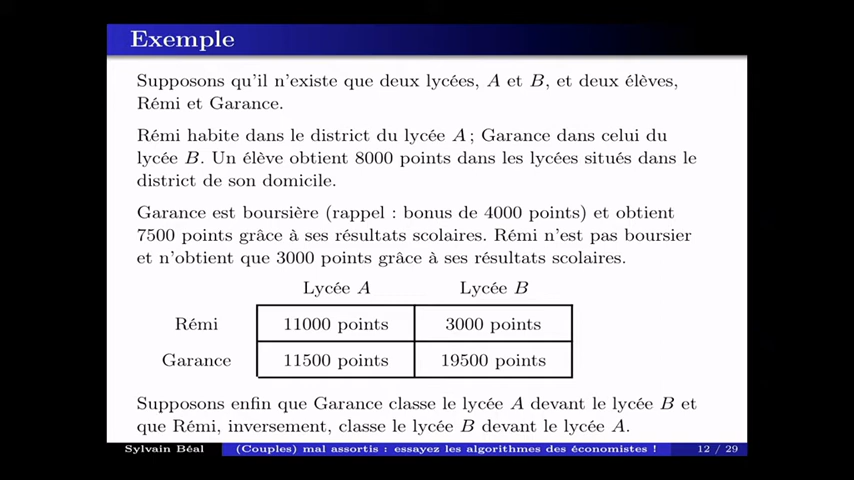 Exemple
Supposons qu'il n'existe que deux lycées, A et B, et deux élèves,
Rémi et Garance.
Rémi habite dans le district du lycée A ; Garance dans celui du
lycée B. Un élève obtient 8000 points dans les lycées situés dans le
district de son domicile.
Garance est boursière (rappel : bonus de 4000 points) et obtient
7500 points grâce à ses résultats scolaires. Rémi n'est pas boursier
et n'obtient que 3000 points grâce à ses résultats scolaires.
Lycée A Lycée B
Rémi 11000 points 3000 points
Garance 11500 points 19500 points
Supposons enfin que Garance classe le lycée A devant le lycée B et
que Rémi, inversement, classe le lycée B devant le lycée A.
Sylvain Béal (Couples) mal assortis : essayez les algorithmes des économistes ! 12 / 29